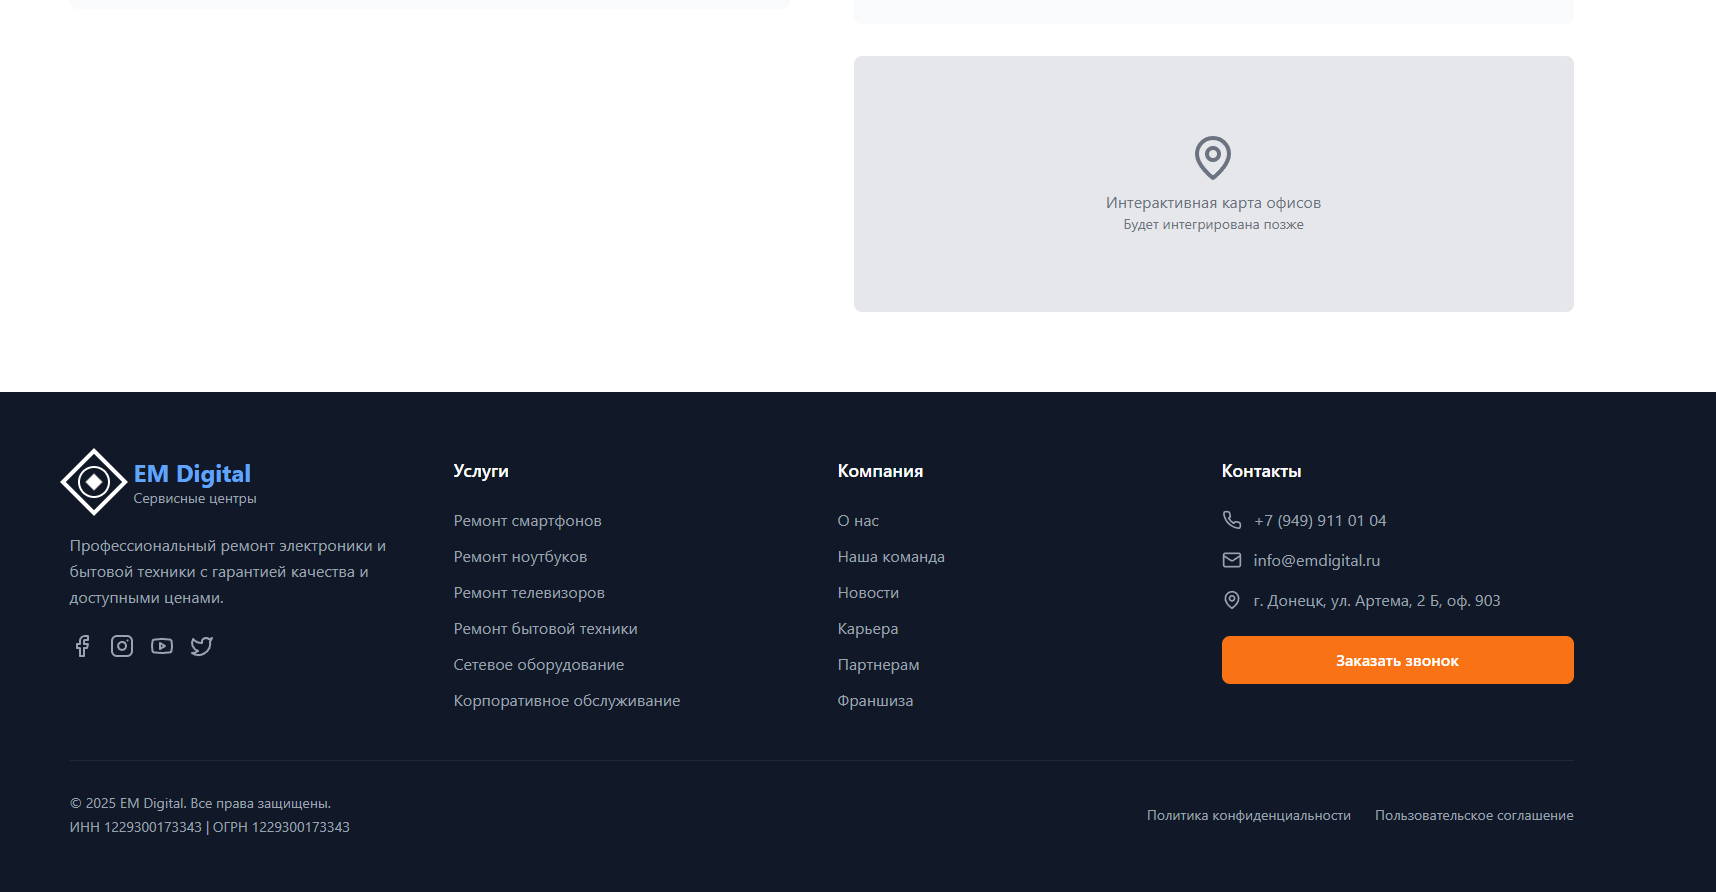 Интерактивная карта офисов
Будет интегрирована позже
EM Digital
Сервисные центры
Профессиональный ремонт электроники и
бытовой техники с гарантией качества и
доступными ценами.
Услуги
Ремонт смартфонов
Ремонт ноутбуков
Ремонт телевизоров
Ремонт бытовой техники
Сетевое оборудование
Корпоративное обслуживание
Компания
О нас
Наша команда
Новости
Карьера
Партнерам
Франшиза
Контакты
+7 (949) 911 01 04
info@emdigital.ru
г. Донецк, ул. Артема, 2 Б, оф. 903
Заказать звонок
© 2025 EM Digital. Все права защищены.
ИНН 1229300173343 | ОГРН 1229300173343
Политика конфиденциальности
Пользовательское соглашение